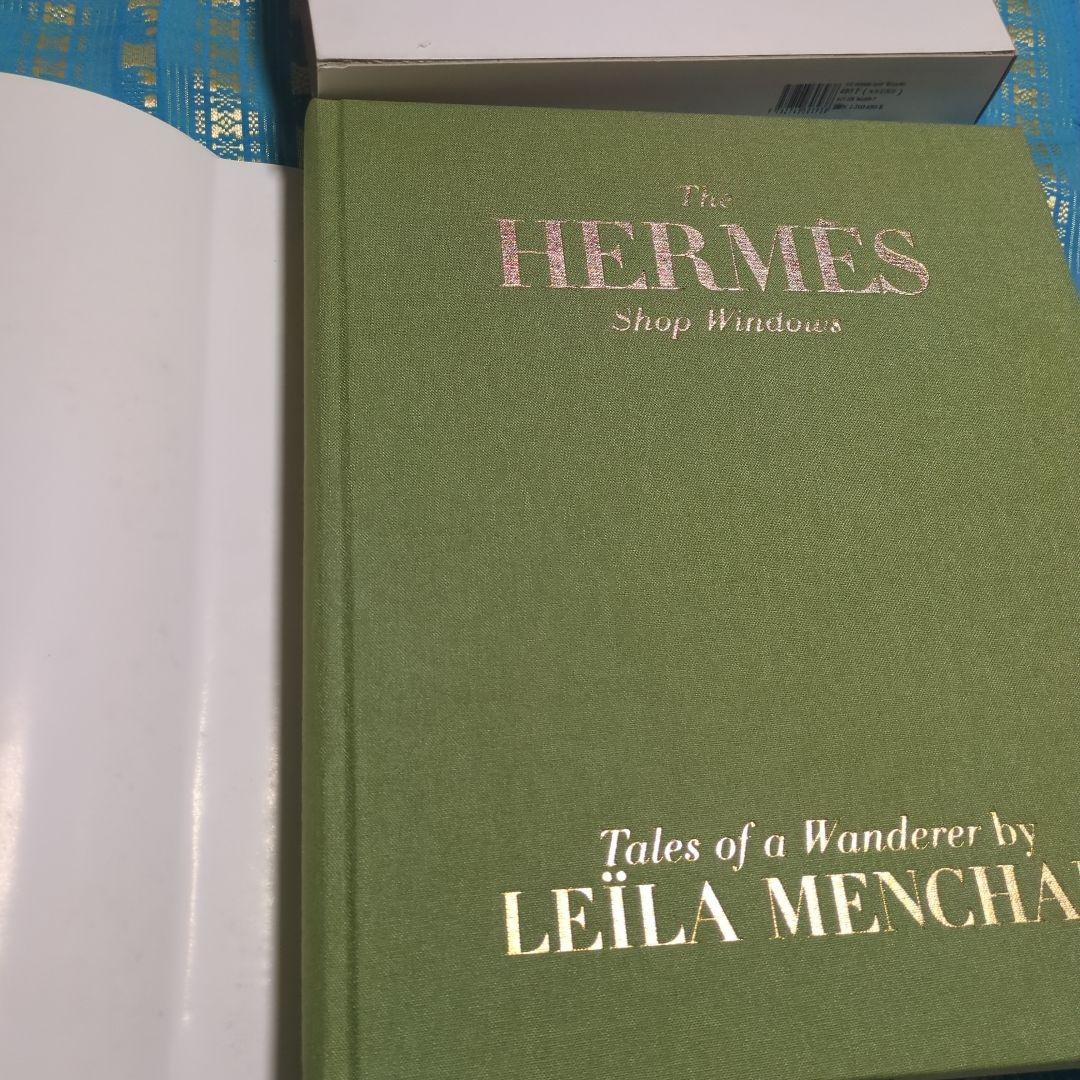 The
HERMÈS
Shop Windows
Tales of a Wanderer by
LEÏLA MENCHA